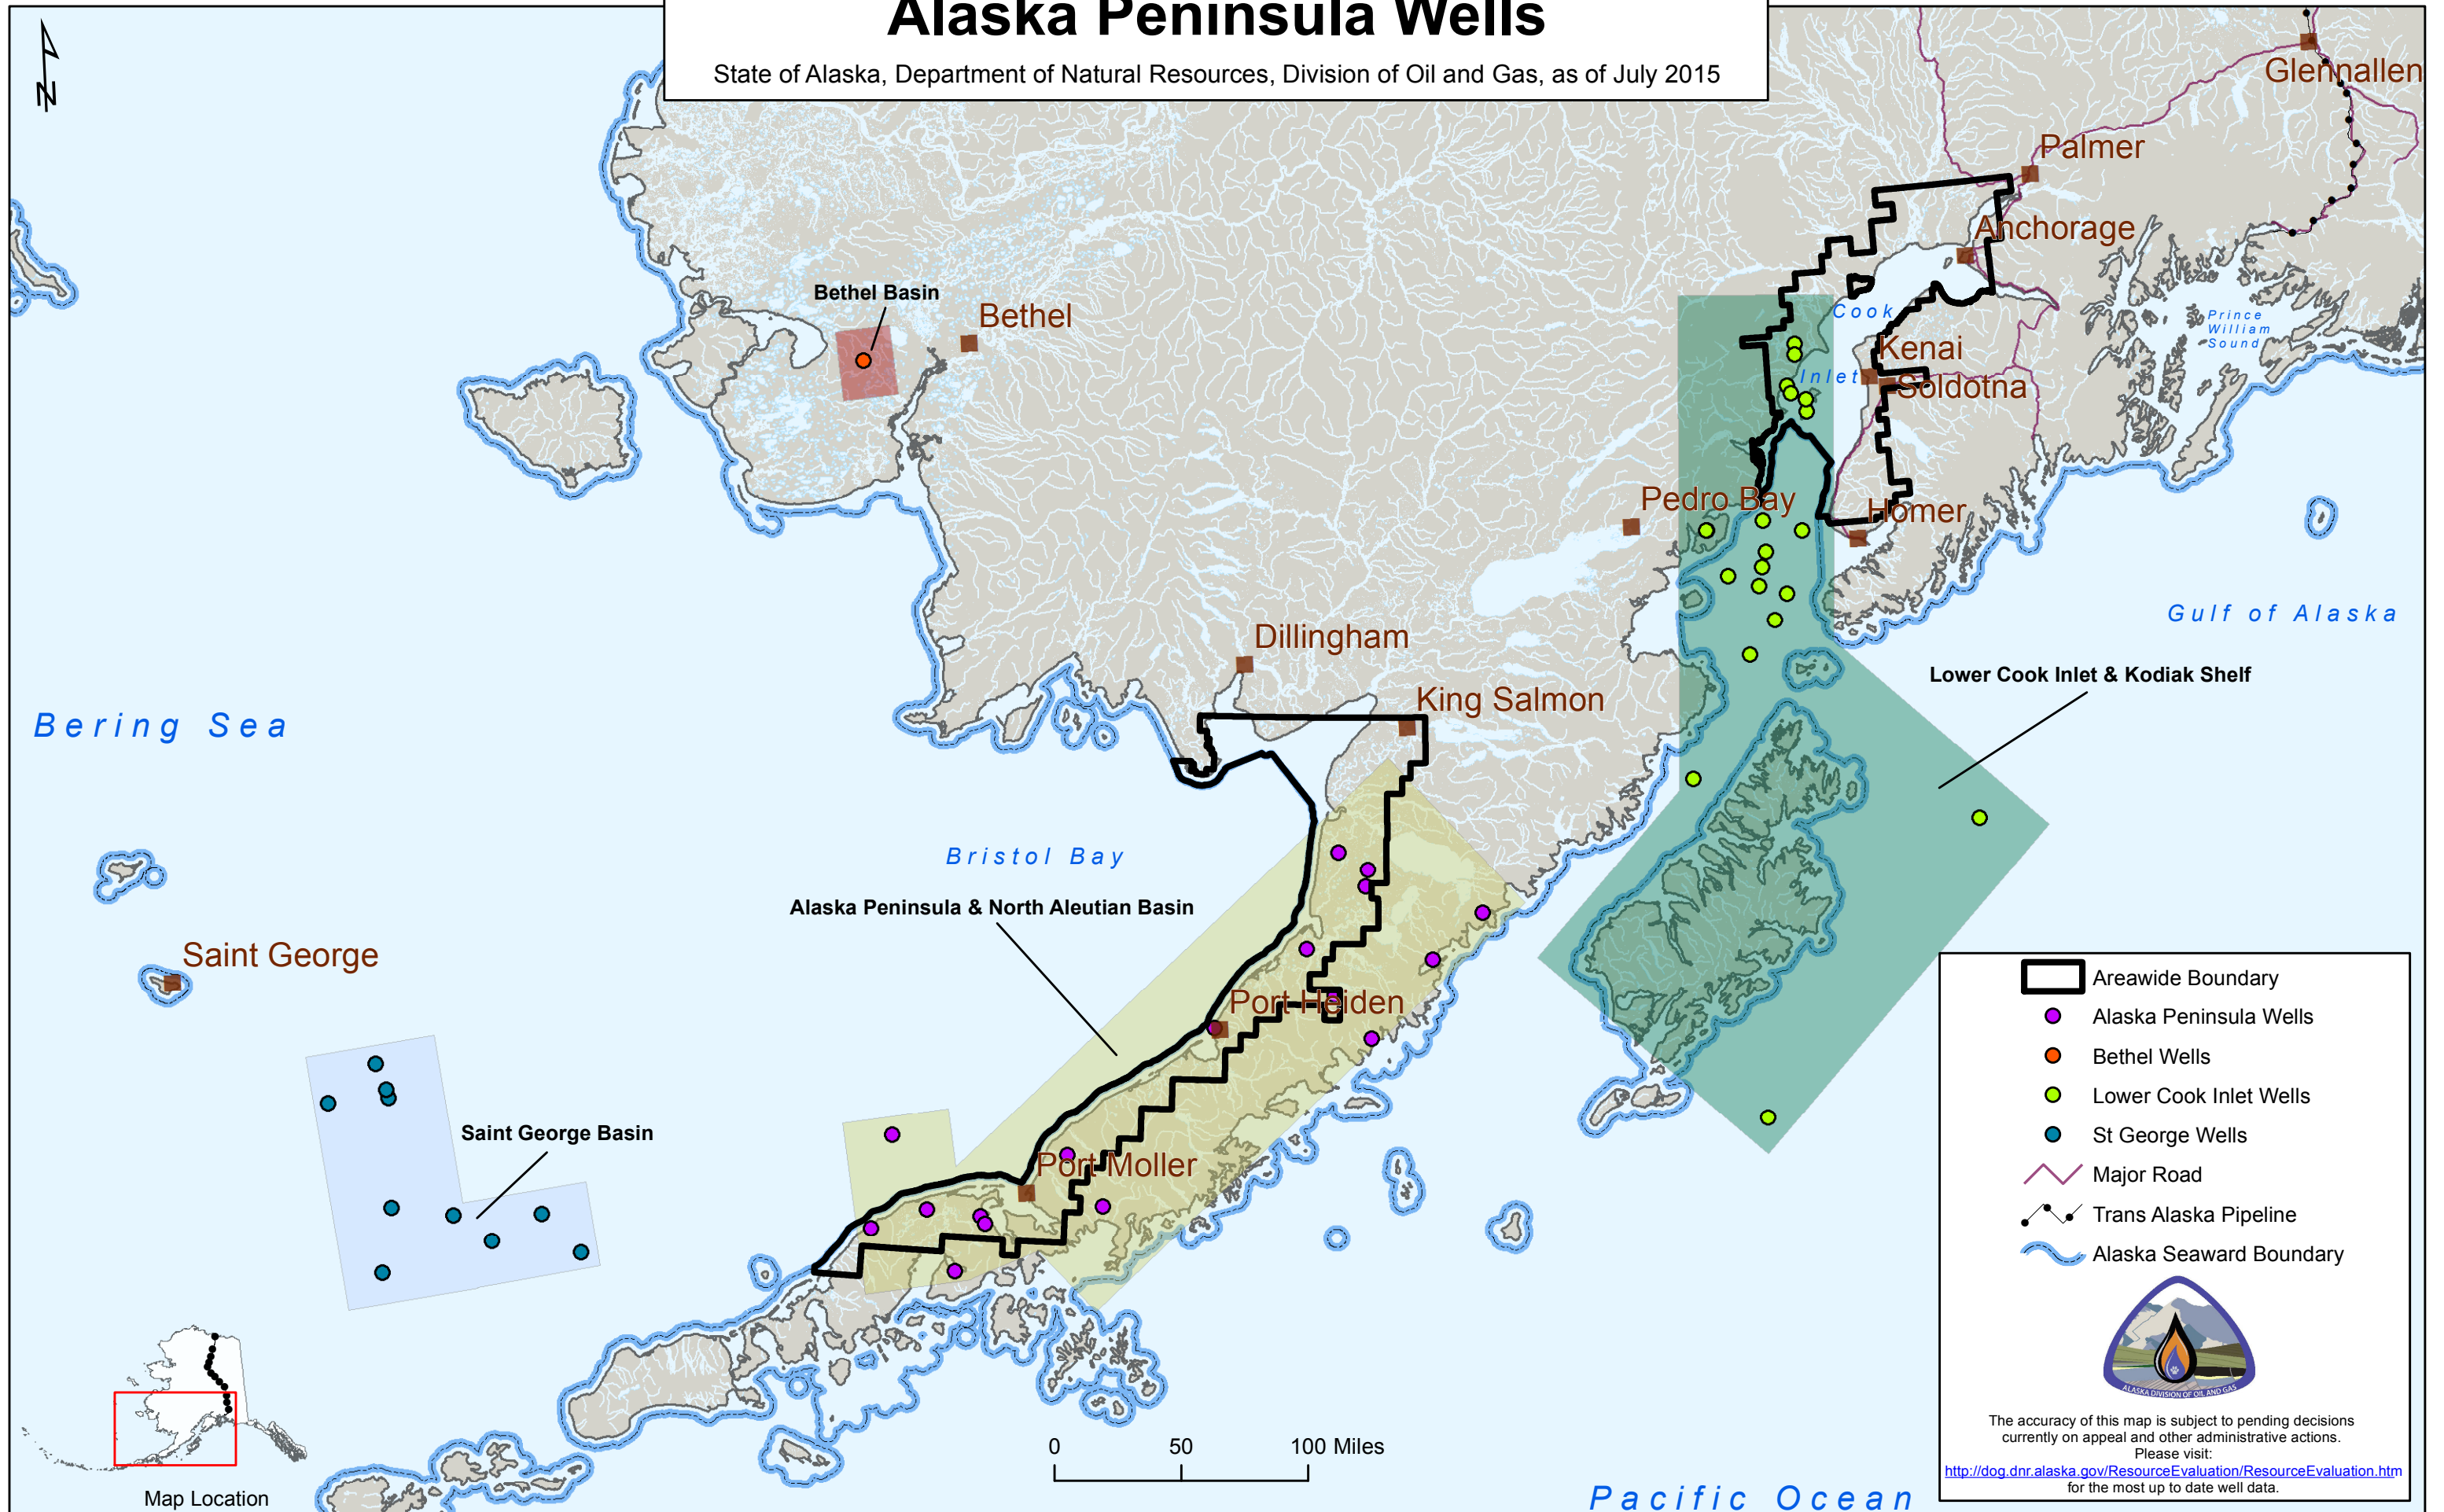 Alaska Peninsula Wells
State of Alaska, Department of Natural Resources, Division of Oil and Gas, as of July 2015
N
Glennallen
Palmer
Anchorage
Bethel Basin
Bethel
Cook
Inlet
Prince
William
Sound
Kenai
Soldotna
Pedro Bay
Homer
Gulf of Alaska
Dillingham
Lower Cook Inlet & Kodiak Shelf
King Salmon
Bering Sea
Bristol Bay
Alaska Peninsula & North Aleutian Basin
Saint George
Port Heiden
Saint George Basin
Port Moller
Areawide Boundary
Alaska Peninsula Wells
Bethel Wells
Lower Cook Inlet Wells
St George Wells
Major Road
Trans Alaska Pipeline
Alaska Seaward Boundary
ALASKA DIVISION OF OIL AND GAS
The accuracy of this map is subject to pending decisions
currently on appeal and other administrative actions.
Please visit:
http://dog.dnr.alaska.gov/ResourceEvaluation/ResourceEvaluation.htm
for the most up to date well data.
0 50 100 Miles
Map Location
Pacific Ocean